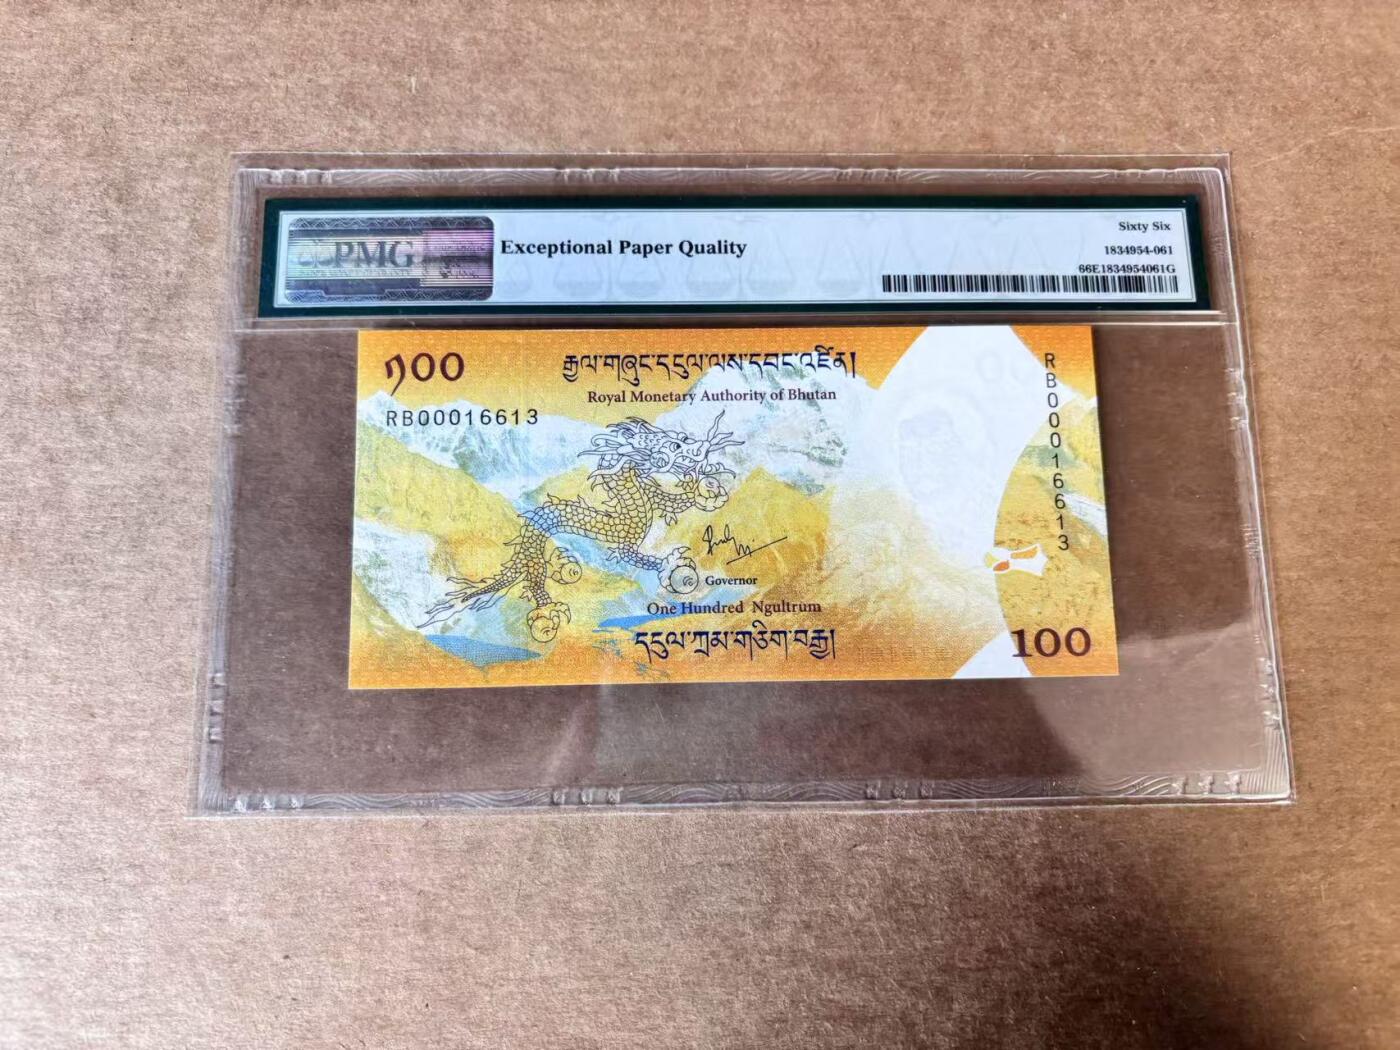 PMG
Exceptional Paper Quality
Sixty Six
1834954-061
66E1834954061G
༡00
རྒྱལ་གཞུང་དངུལ་ལས་དབང་འཛིན།
Royal Monetary Authority of Bhutan
RB00016613
RB00016613
Governor
One Hundred Ngultrum
དངུལ་ཀྲམ་གཅིག་བརྒྱ།
100